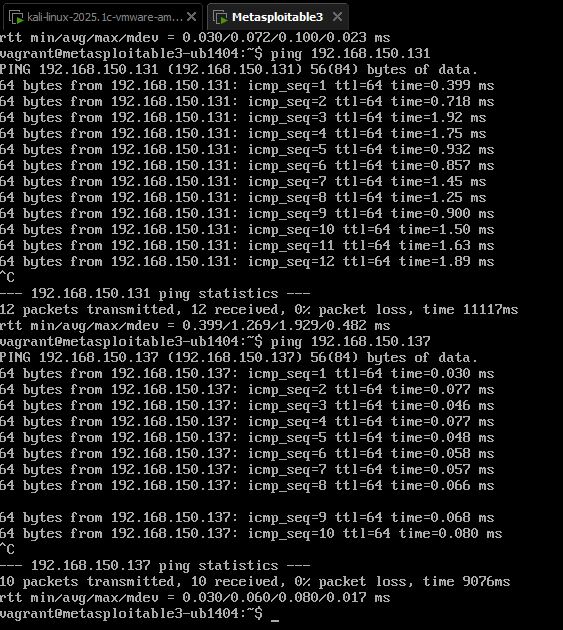 kali-linux-2025.1c-vmware-am...
Metasploitable3
rtt min/avg/max/mdev = 0.030/0.072/0.100/0.023 ms
vagrant@metasploitable3-ub1404:~$ ping 192.168.150.131
PING 192.168.150.131 (192.168.150.131) 56(84) bytes of data.
64 bytes from 192.168.150.131: icmp_seq=1 ttl=64 time=0.399 ms
64 bytes from 192.168.150.131: icmp_seq=2 ttl=64 time=0.718 ms
64 bytes from 192.168.150.131: icmp_seq=3 ttl=64 time=1.92 ms
64 bytes from 192.168.150.131: icmp_seq=4 ttl=64 time=1.75 ms
64 bytes from 192.168.150.131: icmp_seq=5 ttl=64 time=0.932 ms
64 bytes from 192.168.150.131: icmp_seq=6 ttl=64 time=0.857 ms
64 bytes from 192.168.150.131: icmp_seq=7 ttl=64 time=1.45 ms
64 bytes from 192.168.150.131: icmp_seq=8 ttl=64 time=1.25 ms
64 bytes from 192.168.150.131: icmp_seq=9 ttl=64 time=0.900 ms
64 bytes from 192.168.150.131: icmp_seq=10 ttl=64 time=1.50 ms
64 bytes from 192.168.150.131: icmp_seq=11 ttl=64 time=1.63 ms
64 bytes from 192.168.150.131: icmp_seq=12 ttl=64 time=1.89 ms
^C
--- 192.168.150.131 ping statistics ---
12 packets transmitted, 12 received, 0% packet loss, time 11117ms
rtt min/avg/max/mdev = 0.399/1.269/1.929/0.482 ms
vagrant@metasploitable3-ub1404:~$ ping 192.168.150.137
PING 192.168.150.137 (192.168.150.137) 56(84) bytes of data.
64 bytes from 192.168.150.137: icmp_seq=1 ttl=64 time=0.030 ms
64 bytes from 192.168.150.137: icmp_seq=2 ttl=64 time=0.077 ms
64 bytes from 192.168.150.137: icmp_seq=3 ttl=64 time=0.046 ms
64 bytes from 192.168.150.137: icmp_seq=4 ttl=64 time=0.077 ms
64 bytes from 192.168.150.137: icmp_seq=5 ttl=64 time=0.048 ms
64 bytes from 192.168.150.137: icmp_seq=6 ttl=64 time=0.058 ms
64 bytes from 192.168.150.137: icmp_seq=7 ttl=64 time=0.057 ms
64 bytes from 192.168.150.137: icmp_seq=8 ttl=64 time=0.066 ms
64 bytes from 192.168.150.137: icmp_seq=9 ttl=64 time=0.068 ms
64 bytes from 192.168.150.137: icmp_seq=10 ttl=64 time=0.080 ms
^C
--- 192.168.150.137 ping statistics ---
10 packets transmitted, 10 received, 0% packet loss, time 9076ms
rtt min/avg/max/mdev = 0.030/0.060/0.080/0.017 ms
vagrant@metasploitable3-ub1404:~$ _